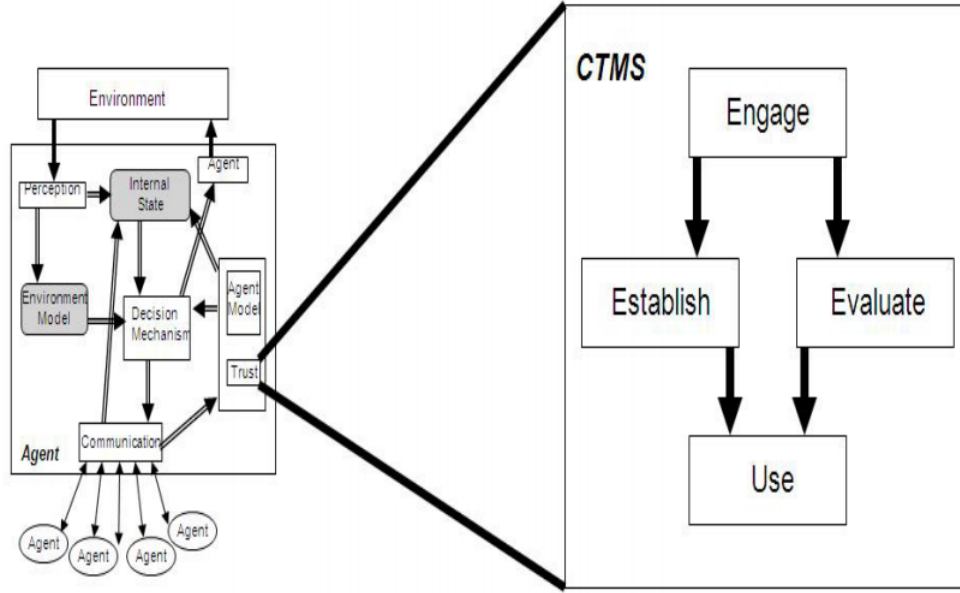 Environment
Agent
Perception
Internal
State
Environment
Model
Decision
Mechanism
Agent
Model
Trust
Communication
Agent
Agent
Agent
Agent
Agent
CTMS
Engage
Establish
Evaluate
Use